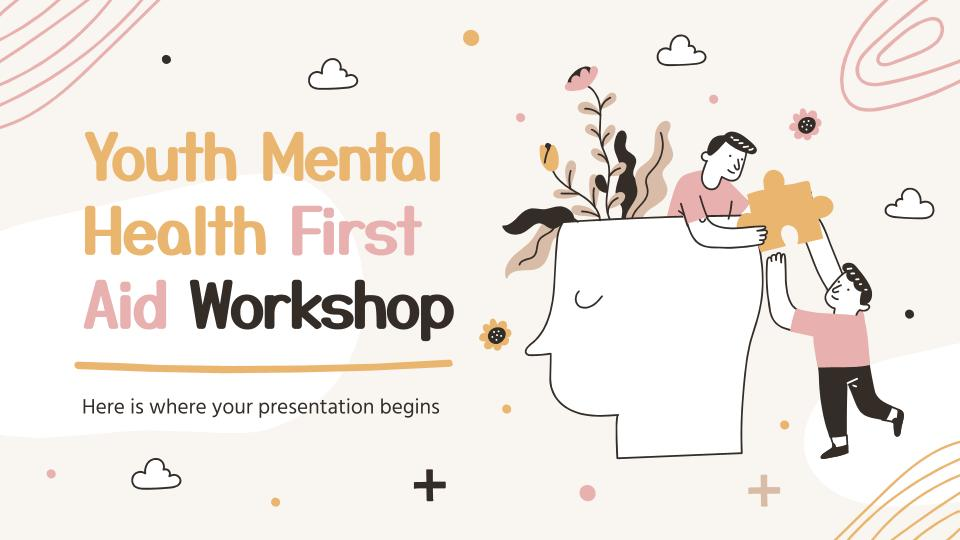 Youth Mental
Health First
Aid Workshop
Here is where your presentation begins